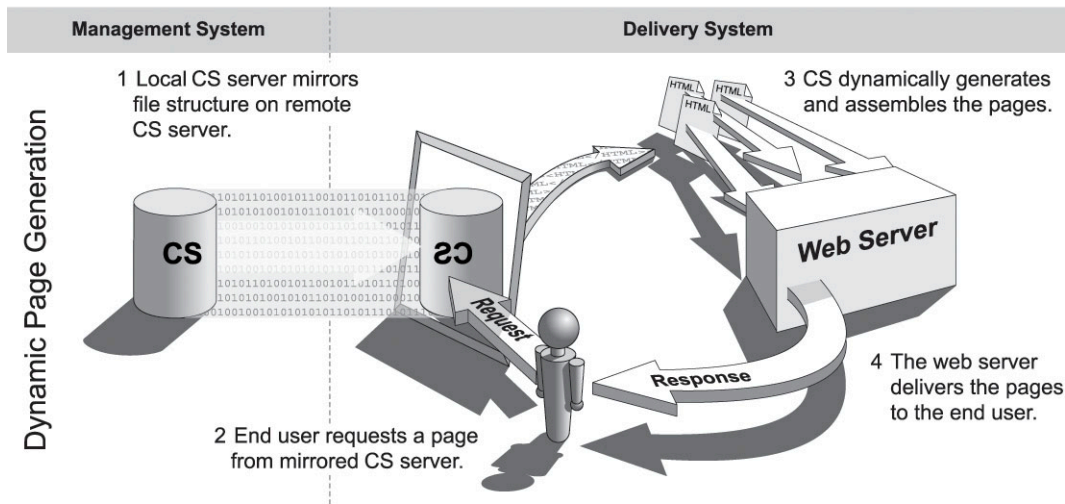 Management System
Delivery System
Dynamic Page Generation
1 Local CS server mirrors
file structure on remote
CS server.
3 CS dynamically generates
and assembles the pages.
HTML
HTML
HTML
CS
CS
Web Server
Request
Response
2 End user requests a page
from mirrored CS server.
4 The web server
delivers the pages
to the end user.